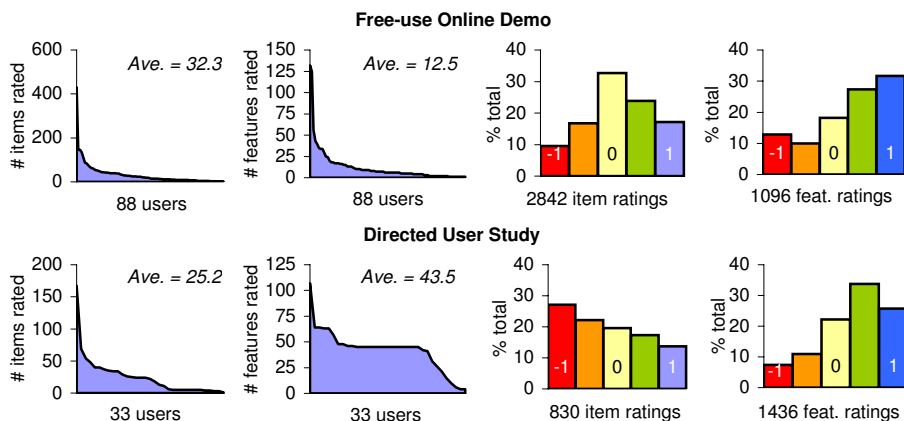 Free-use Online Demo
# items rated
600
400
200
0
Ave. = 32.3
88 users
# features rated
150
125
100
75
50
25
0
Ave. = 12.5
88 users
% total
40
30
20
10
0
-1
0
1
2842 item ratings
% total
40
30
20
10
0
-1
0
1
1096 feat. ratings
Directed User Study
# items rated
200
150
100
50
0
Ave. = 25.2
33 users
# features rated
125
100
75
50
25
0
Ave. = 43.5
33 users
% total
40
30
20
10
0
-1
0
1
830 item ratings
% total
40
30
20
10
0
-1
0
1
1436 feat. ratings